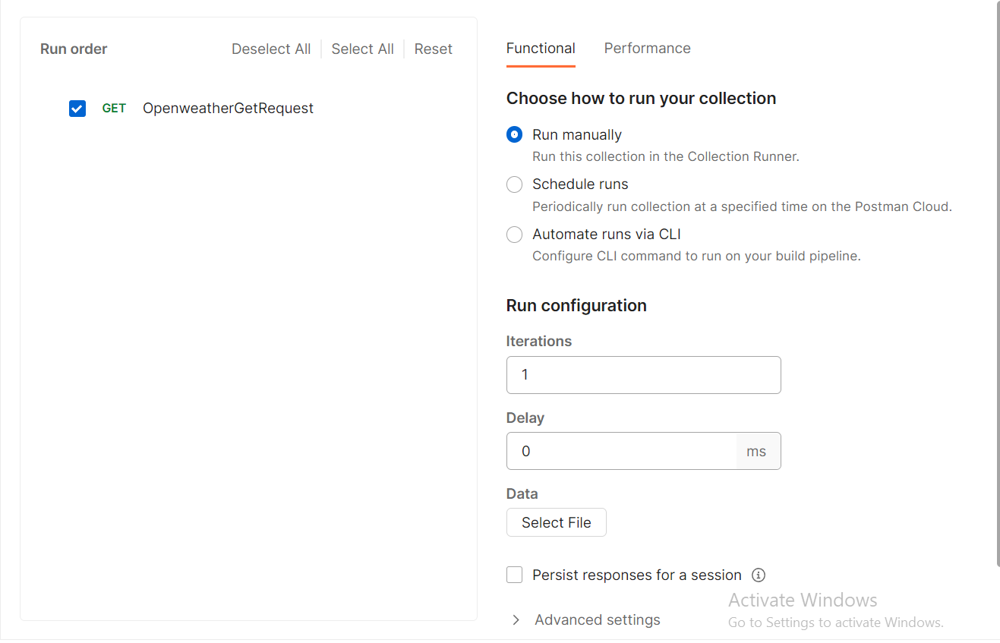 Run order
Deselect All
Select All
Reset
GET OpenweatherGetRequest
Functional
Performance
Choose how to run your collection
Run manually
Run this collection in the Collection Runner.
Schedule runs
Periodically run collection at a specified time on the Postman Cloud.
Automate runs via CLI
Configure CLI command to run on your build pipeline.
Run configuration
Iterations
1
Delay
0 ms
Data
Select File
Persist responses for a session
Advanced settings
Activate Windows
Go to Settings to activate Windows.